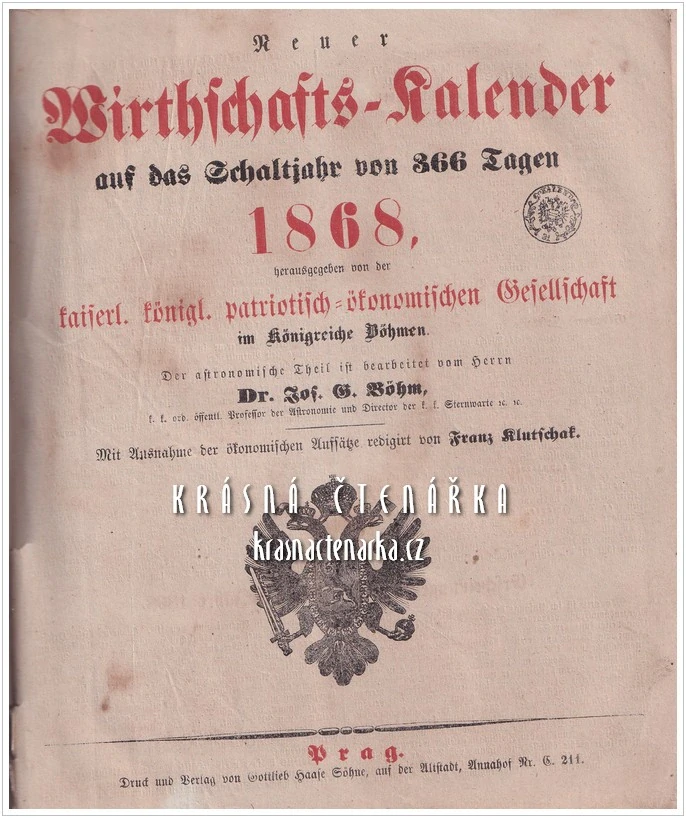 Neuer
Wirthschafts-Kalender
auf das Schaltjahr von 366 Tagen
1868,
herausgegeben von der
kaiserl. königl. patriotisch-ökonomischen Gesellschaft
im Königreiche Böhmen.
Der astronomische Theil ist bearbeitet vom Herrn
Dr. Jos. G. Böhm,
k. k. ord. öffentl. Professor der Astronomie und Director der k. k. Sternwarte ꝛc. ꝛc.
Mit Ausnahme der ökonomischen Aufsätze redigirt von Franz Klutschak.
KRÁSNÁ ČTENÁŘKA
krasnactenarka.cz
Prag.
Druck und Verlag von Gottlieb Haase Söhne, auf der Altstadt, Annahof Nr. C. 211.